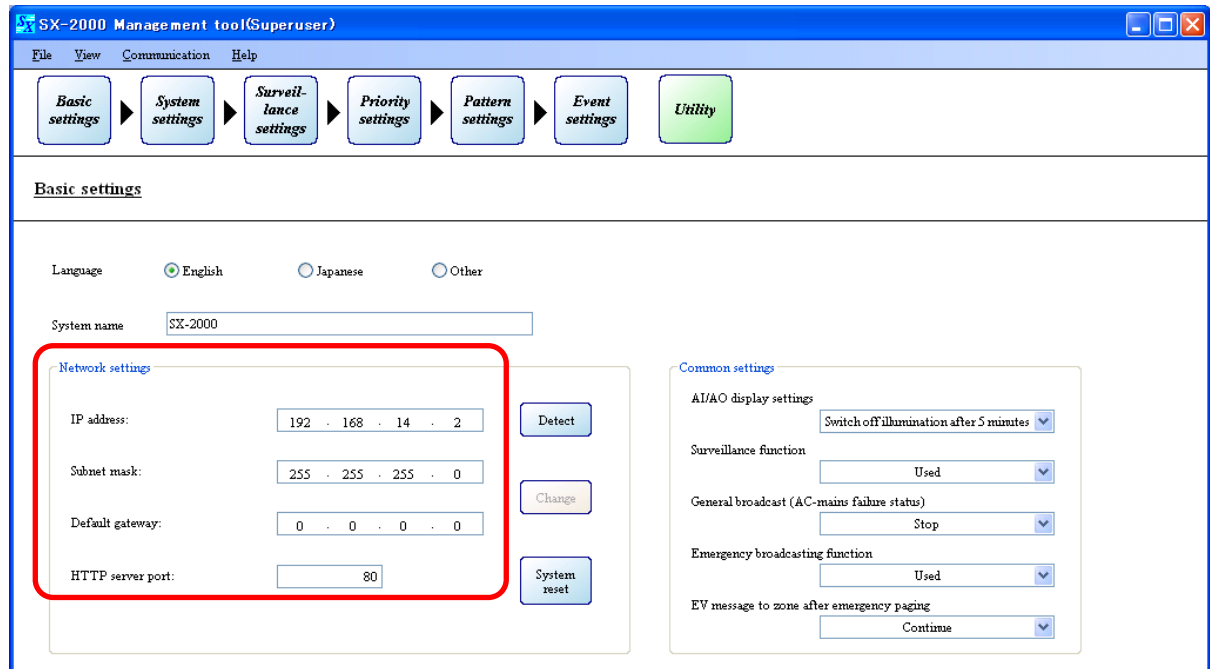 SX SX-2000 Management tool(Superuser)
File View Communication Help
Basic settings
System settings
Surveil-
lance
settings
Priority settings
Pattern settings
Event settings
Utility
Basic settings
Language English Japanese Other
System name SX-2000
Network settings
IP address: 192 . 168 . 14 . 2 Detect
Subnet mask: 255 . 255 . 255 . 0
Change
Default gateway: 0 . 0 . 0 . 0
HTTP server port: 80 System reset
Common settings
AI/AO display settings
Switch off illumination after 5 minutes
Surveillance function
Used
General broadcast (AC-mains failure status)
Stop
Emergency broadcasting function
Used
EV message to zone after emergency paging
Continue